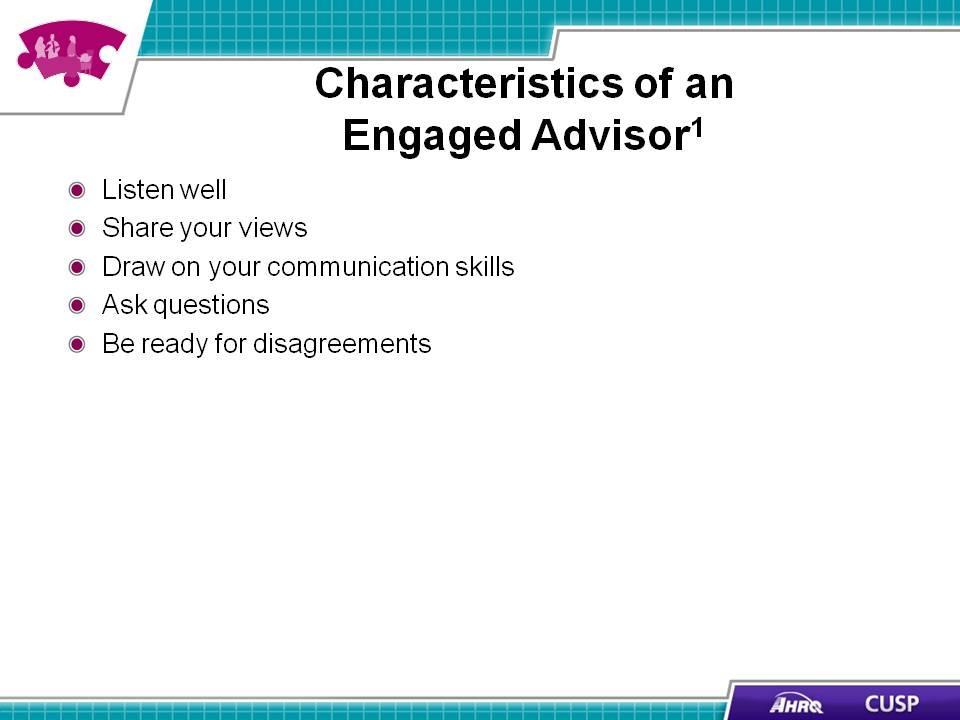 Characteristics of an
Engaged Advisor¹
Listen well
Share your views
Draw on your communication skills
Ask questions
Be ready for disagreements
AHRQ CUSP